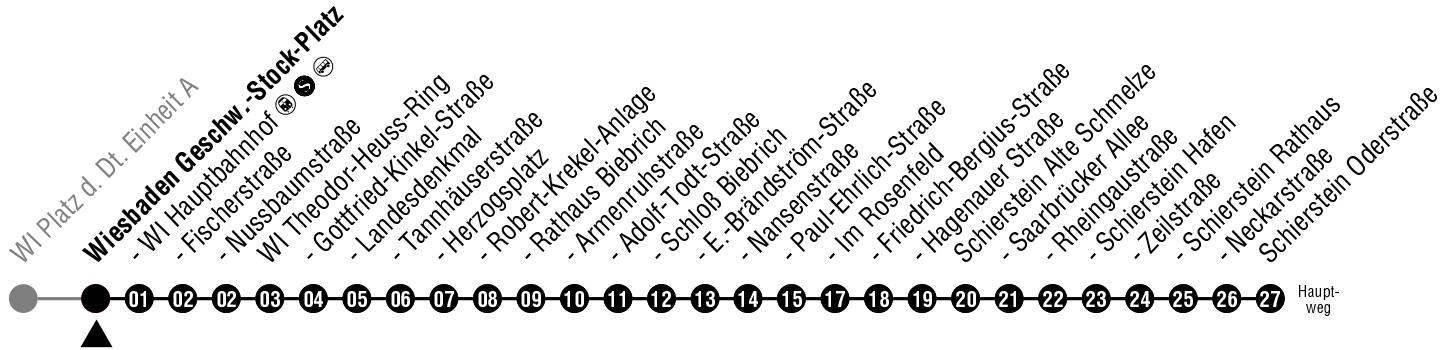 WI Platz d. Dt. Einheit A
Wiesbaden Geschw.-Stock-Platz
- WI Hauptbahnhof S
- Fischerstraße
- Nussbaumstraße
WI Theodor-Heuss-Ring
- Gottfried-Kinkel-Straße
- Landesdenkmal
- Tannhäuserstraße
- Herzogsplatz
- Robert-Krekel-Anlage
- Rathaus Biebrich
- Armenruhstraße
- Adolf-Todt-Straße
- Schloß Biebrich
- E.-Brändström-Straße
- Nansenstraße
- Paul-Ehrlich-Straße
- Im Rosenfeld
- Friedrich-Bergius-Straße
- Hagenauer Straße
Schierstein Alte Schmelze
- Saarbrücker Allee
- Rheingaustraße
- Schierstein Hafen
- Zeilstraße
- Schierstein Rathaus
- Neckarstraße
Schierstein Oderstraße
01 02 02 03 04 05 06 07 08 09 10 11 12 13 14 15 17 18 19 20 21 22 23 24 25 26 27
Haupt-
weg